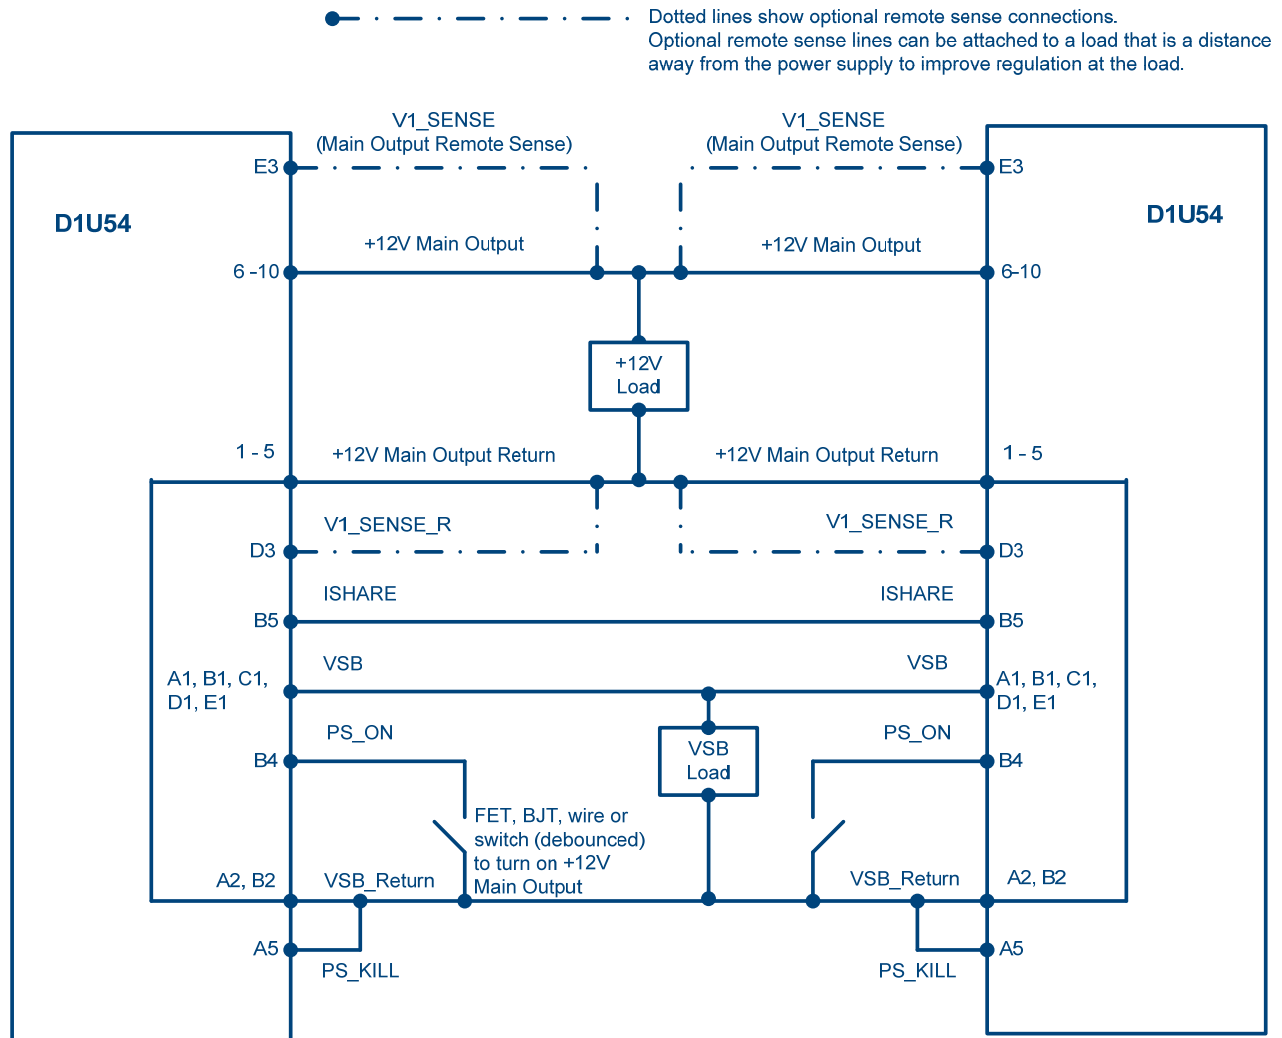 Dotted lines show optional remote sense connections.
Optional remote sense lines can be attached to a load that is a distance
away from the power supply to improve regulation at the load.
V1_SENSE
(Main Output Remote Sense)
V1_SENSE
(Main Output Remote Sense)
E3
E3
D1U54
D1U54
+12V Main Output
+12V Main Output
6 -10
6-10
+12V
Load
1 - 5
+12V Main Output Return
+12V Main Output Return
1 - 5
V1_SENSE_R
V1_SENSE_R
D3
D3
ISHARE
ISHARE
B5
B5
VSB
VSB
A1, B1, C1,
D1, E1
A1, B1, C1,
D1, E1
PS_ON
PS_ON
B4
B4
VSB
Load
FET, BJT, wire or
switch (debounced)
to turn on +12V
Main Output
A2, B2
VSB_Return
VSB_Return
A2, B2
A5
A5
PS_KILL
PS_KILL